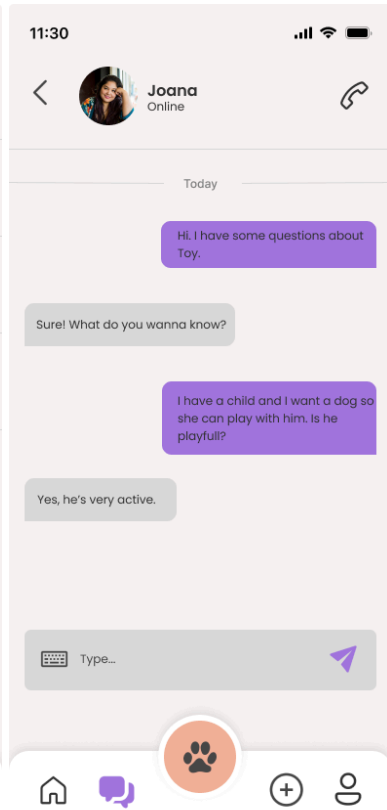 11:30
Joana
Online
Today
Hi. I have some questions about
Toy.
Sure! What do you wanna know?
I have a child and I want a dog so
she can play with him. Is he
playfull?
Yes, he's very active.
Type...